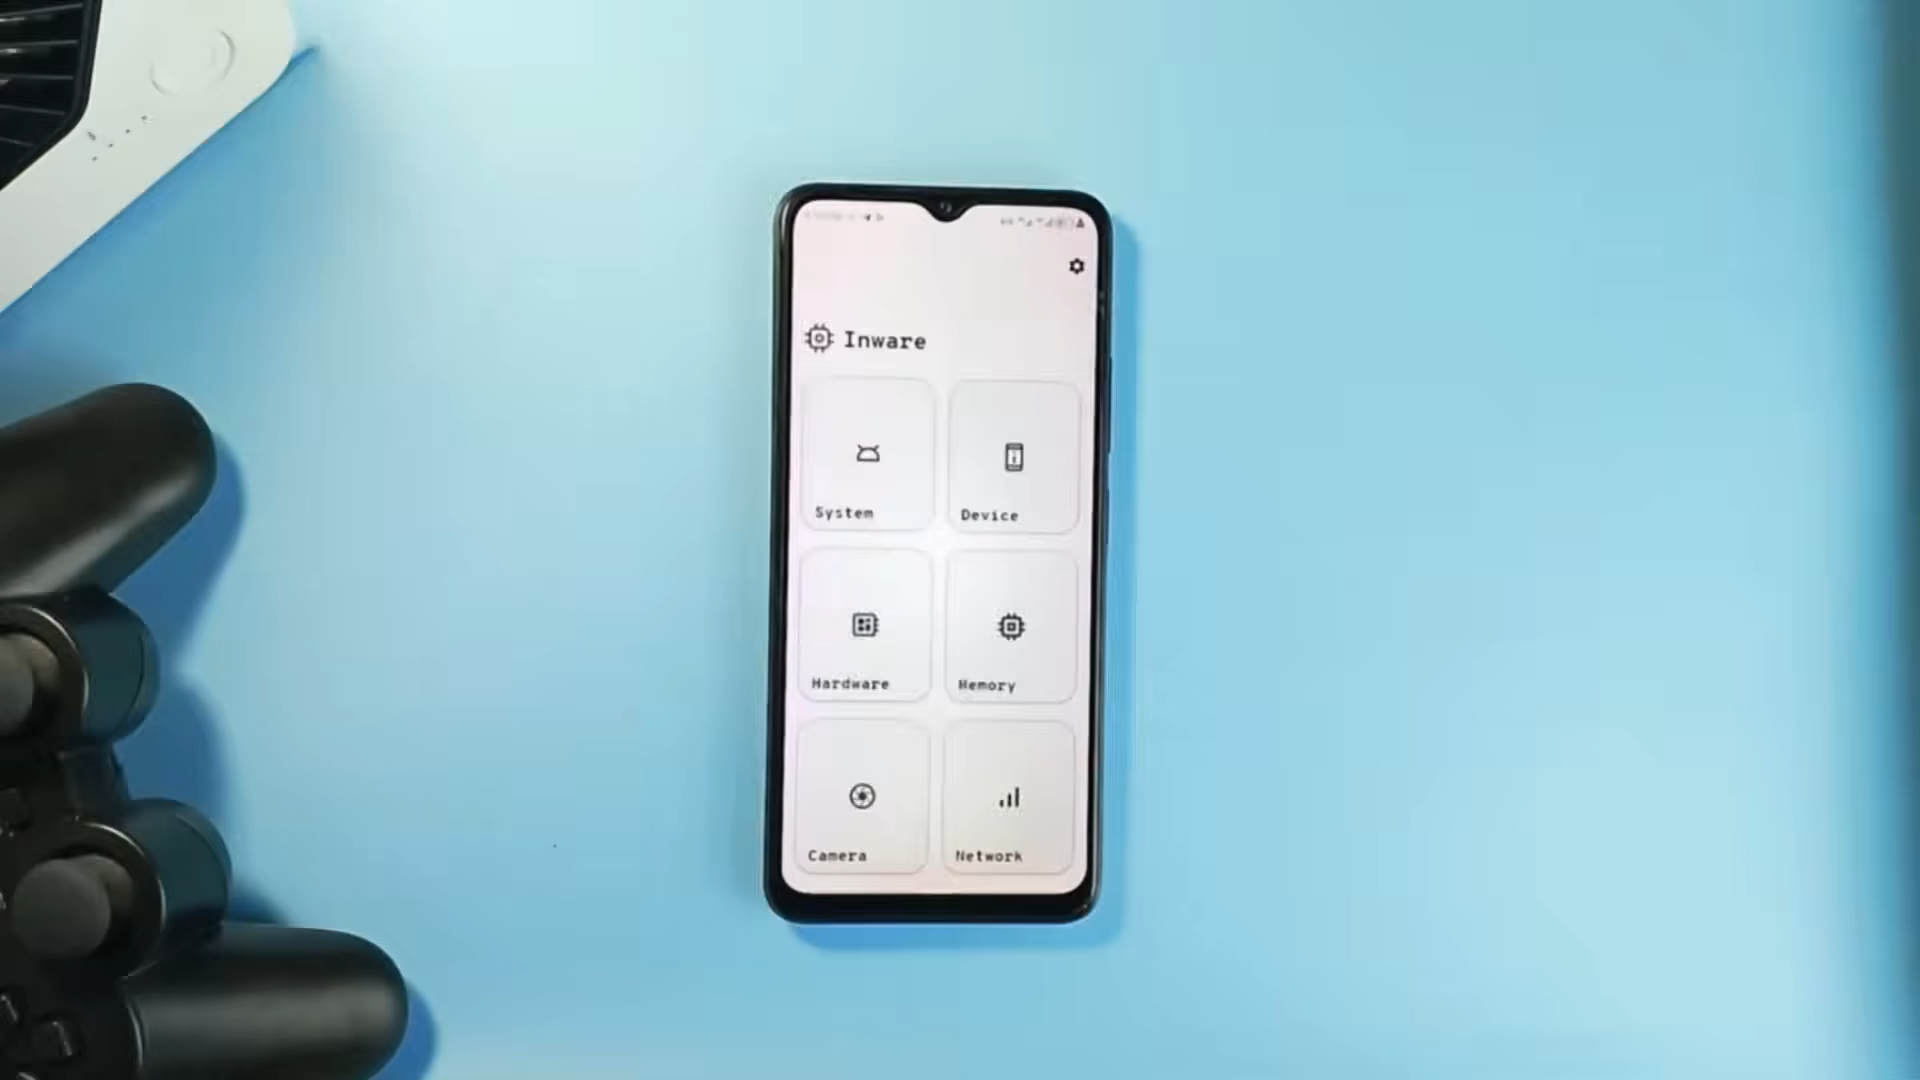 Inware
System
Device
Hardware
Memory
Camera
Network